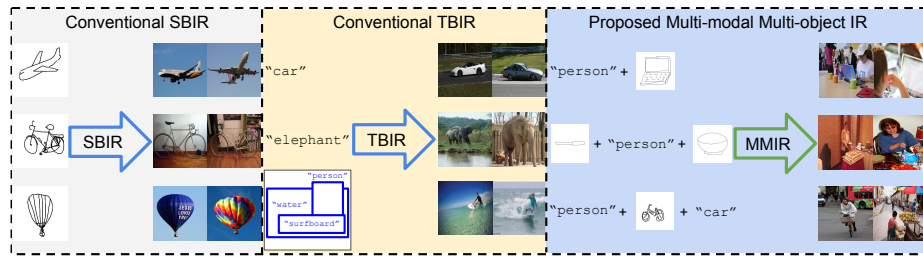 Conventional SBIR
SBIR
Conventional TBIR
"car"
"elephant"
TBIR
"person"
"water"
"surfboard"
Proposed Multi-modal Multi-object IR
"person" +
+ "person" +
MMIR
"person" + + "car"